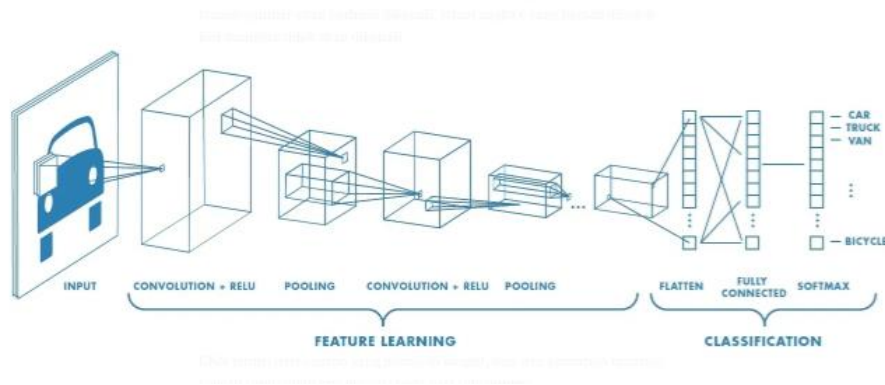 CAR
TRUCK
VAN
BICYCLE
INPUT
CONVOLUTION + RELU
POOLING
CONVOLUTION + RELU
POOLING
FLATTEN
FULLY
CONNECTED
SOFTMAX
FEATURE LEARNING
CLASSIFICATION